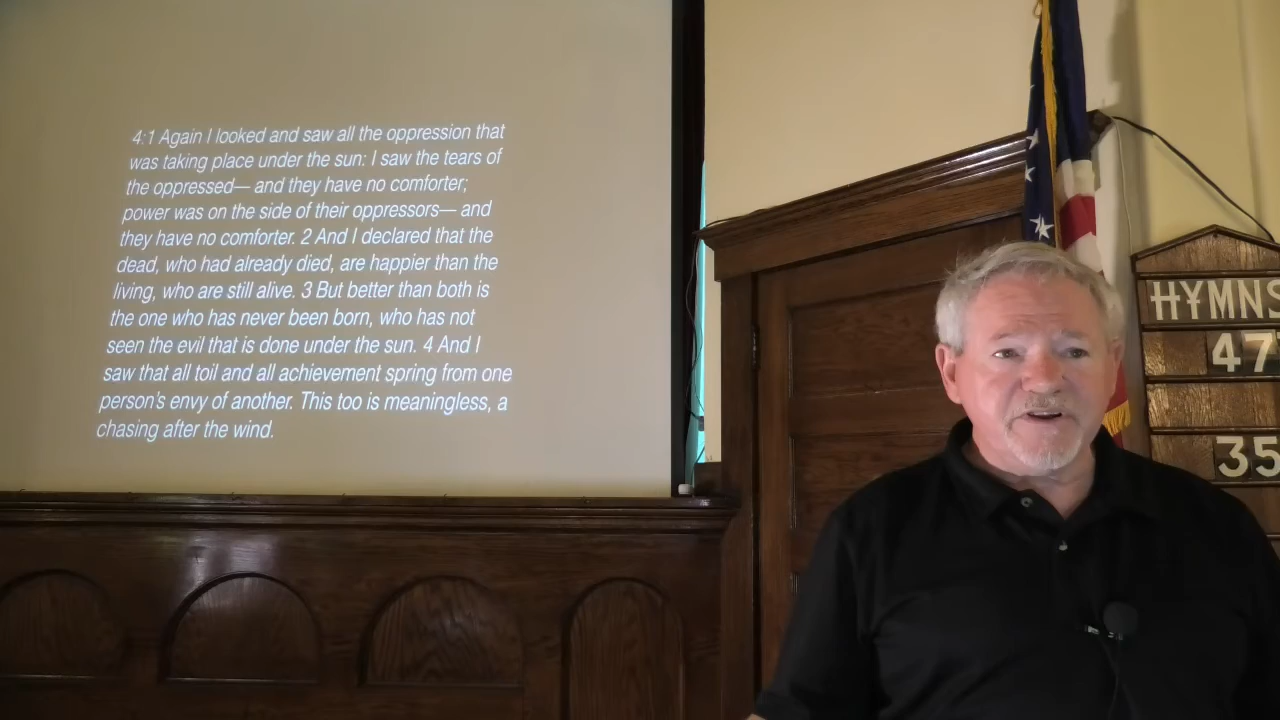 4:1 Again I looked and saw all the oppression that
was taking place under the sun: I saw the tears of
the oppressed— and they have no comforter;
power was on the side of their oppressors— and
they have no comforter. 2 And I declared that the
dead, who had already died, are happier than the
living, who are still alive. 3 But better than both is
the one who has never been born, who has not
seen the evil that is done under the sun. 4 And I
saw that all toil and all achievement spring from one
person's envy of another. This too is meaningless, a
chasing after the wind.
HYMNS
47
35